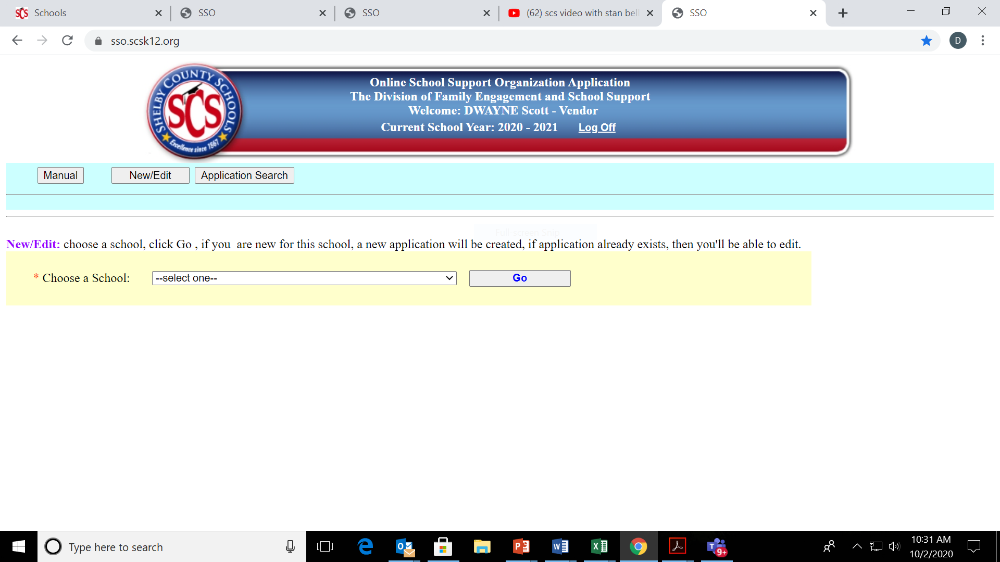 Schools
SSO
SSO
(62) scs video with stan bell
SSO
sso.scsk12.org
D
SHELBY COUNTY SCHOOLS
SCS
Excellence since 1867
Online School Support Organization Application
The Division of Family Engagement and School Support
Welcome: DWAYNE Scott - Vendor
Current School Year: 2020 - 2021 Log Off
Manual New/Edit Application Search
Full-screen Snip
New/Edit: choose a school, click Go , if you are new for this school, a new application will be created, if application already exists, then you'll be able to edit.
* Choose a School: --select one-- Go
Type here to search
9+
10:31 AM
10/2/2020